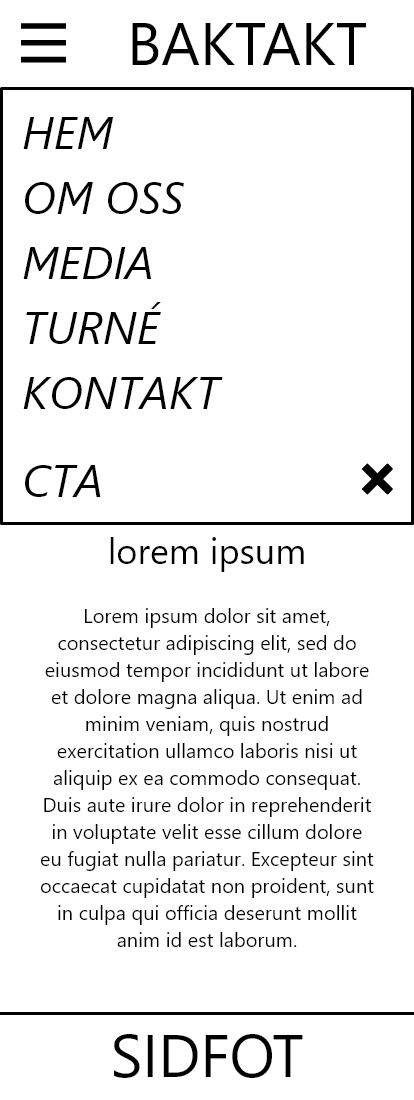 BAKTAKT
HEM
OM OSS
MEDIA
TURNÉ
KONTAKT
CTA
lorem ipsum
Lorem ipsum dolor sit amet,
consectetur adipiscing elit, sed do
eiusmod tempor incididunt ut labore
et dolore magna aliqua. Ut enim ad
minim veniam, quis nostrud
exercitation ullamco laboris nisi ut
aliquip ex ea commodo consequat.
Duis aute irure dolor in reprehenderit
in voluptate velit esse cillum dolore
eu fugiat nulla pariatur. Excepteur sint
occaecat cupidatat non proident, sunt
in culpa qui officia deserunt mollit
anim id est laborum.
SIDFOT